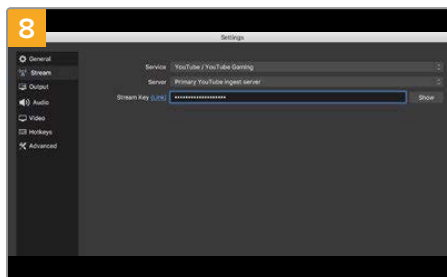 8
Settings
General
Stream
Output
Audio
Video
Hotkeys
Advanced
Service YouTube / YouTube Gaming
Server Primary YouTube ingest server
Stream Key (Link) •••••••••••••••••••• Show